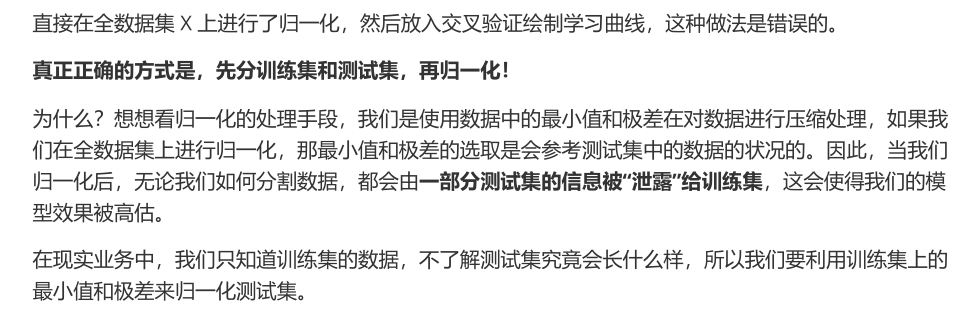 直接在全数据集 X 上进行了归一化，然后放入交叉验证绘制学习曲线，这种做法是错误的。
真正正确的方式是，先分训练集和测试集，再归一化！
为什么？想想看归一化的处理手段，我们是使用数据中的最小值和极差在对数据进行压缩处理，如果我
们在全数据集上进行归一化，那最小值和极差的选取是会参考测试集中的数据的状况的。因此，当我们
归一化后，无论我们如何分割数据，都会由一部分测试集的信息被“泄露”给训练集，这会使得我们的模
型效果被高估。
在现实业务中，我们只知道训练集的数据，不了解测试集究竟会长什么样，所以我们要利用训练集上的
最小值和极差来归一化测试集。